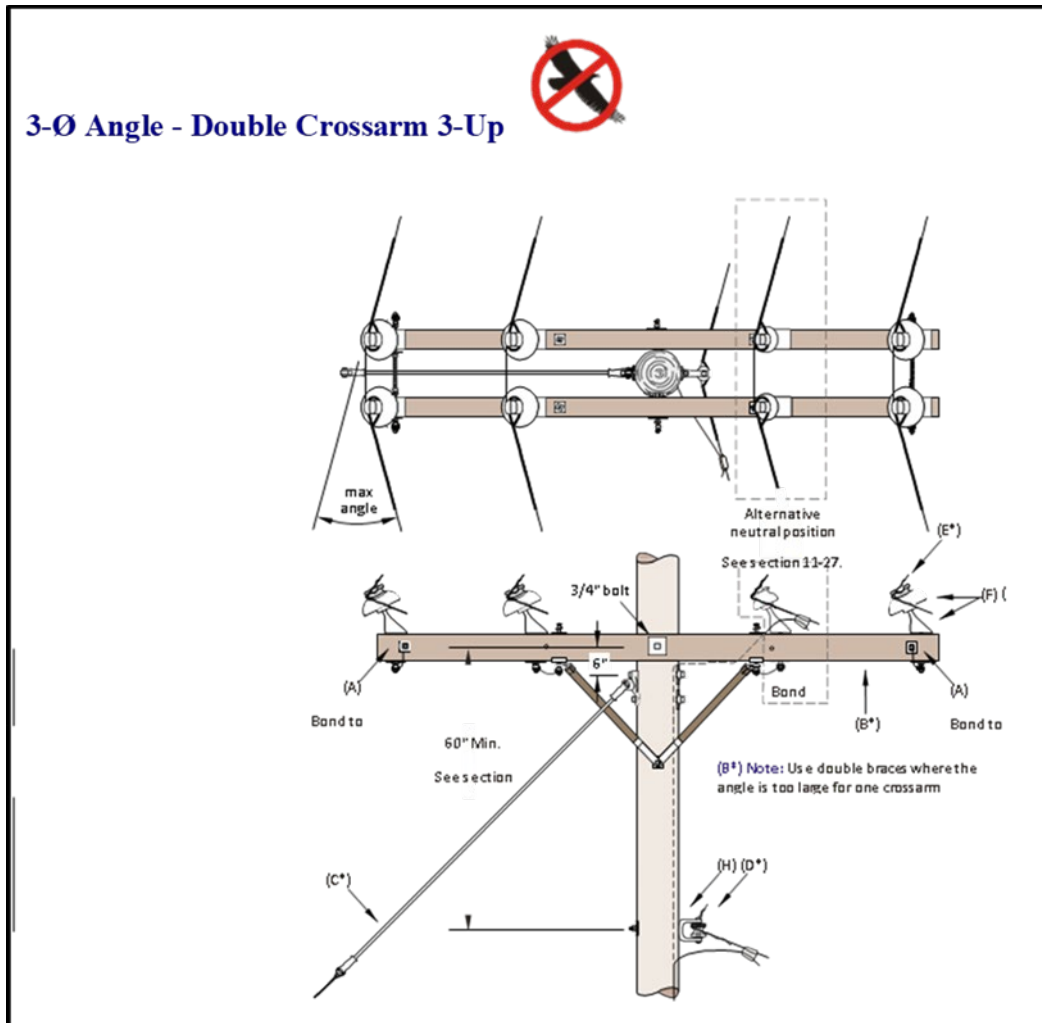 3-Ø Angle - Double Crossarm 3-Up
max
angle
Alternative
neutral position
See section 11-27.
(E*)
3/4" bolt
(F) (
6"
(A)
Bond to
Bond
(B*)
(A)
Bond to
60" Min.
See section
(B*) Note: Use double braces where the
angle is too large for one crossarm
(C*)
(H) (D*)